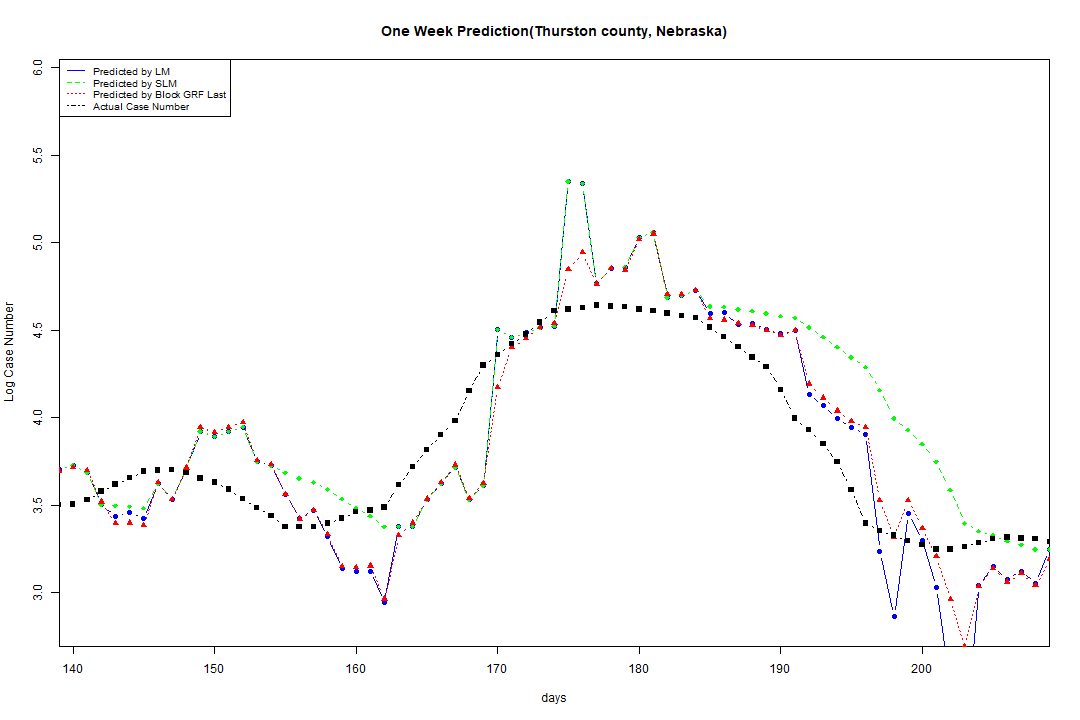 One Week Prediction(Thurston county, Nebraska)
Predicted by LM
Predicted by SLM
Predicted by Block GRF Last
Actual Case Number
6.0
5.5
5.0
4.5
4.0
3.5
3.0
Log Case Number
140 150 160 170 180 190 200
days